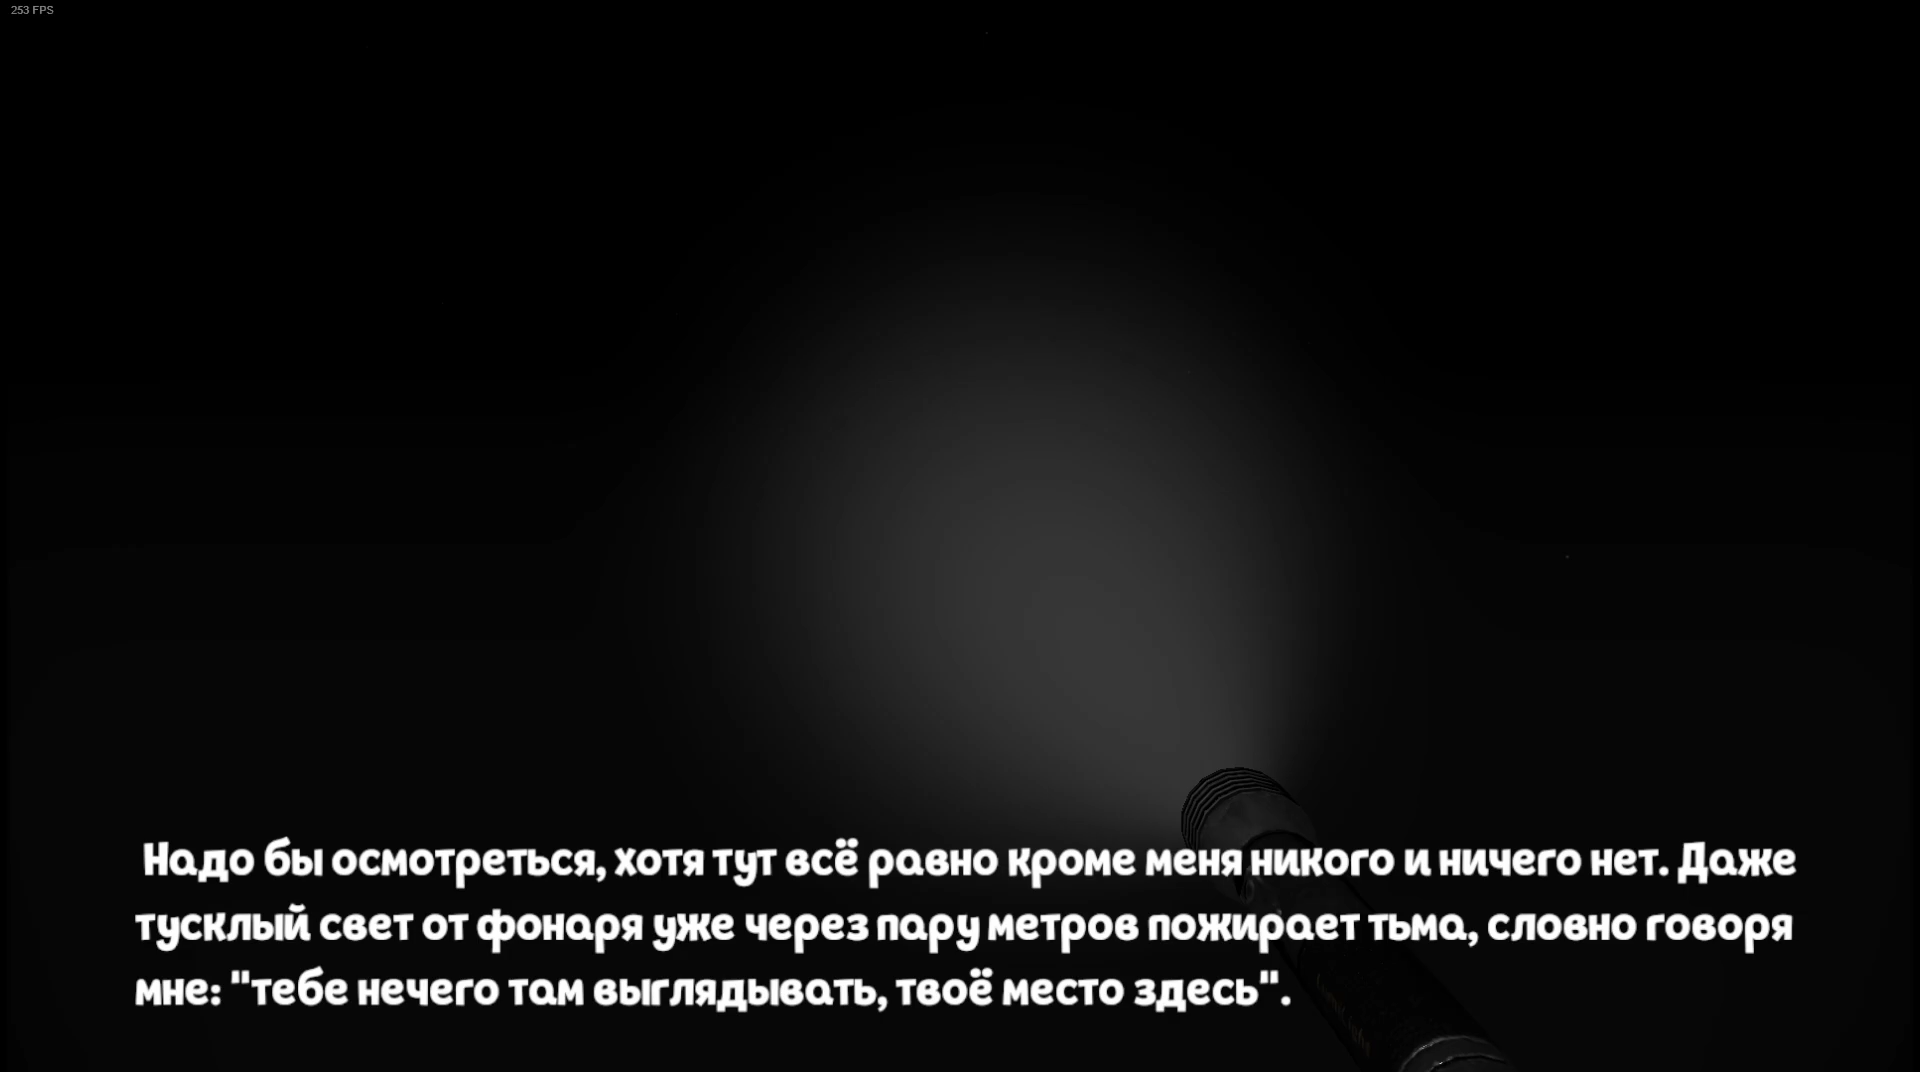 253 FPS
Надо бы осмотреться, хотя тут всё равно кроме меня никого и ничего нет. Даже
тусклый свет от фонаря уже через пару метров пожирает тьма, словно говоря
мне: "тебе нечего там выглядывать, твоё место здесь".